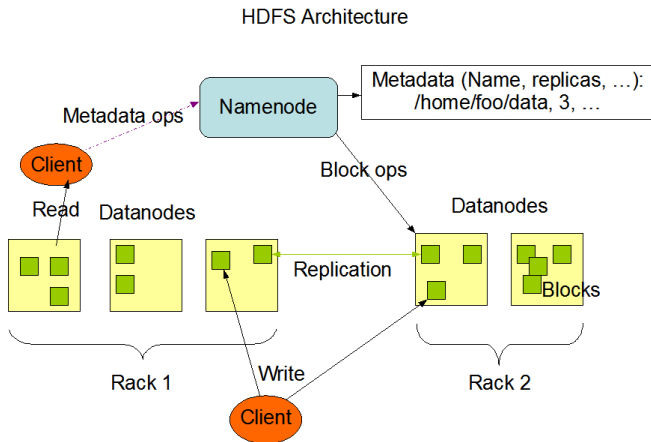 HDFS Architecture
Metadata (Name, replicas, …):
/home/foo/data, 3, …
Namenode
Metadata ops
Client
Block ops
Read
Datanodes
Datanodes
Replication
Blocks
Rack 1
Write
Rack 2
Client